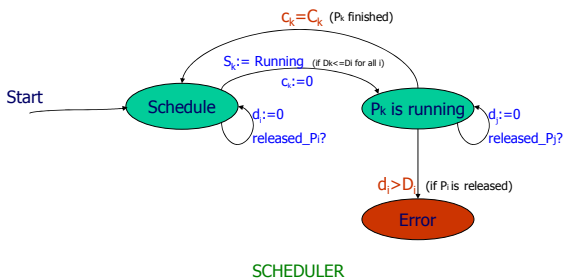 cₖ=Cₖ (Pₖ finished)
Sₖ:= Running (if Dk<=Di for all i)
cₖ:=0
Start
Schedule
dᵢ:=0
released_Pi?
Pk is running
dⱼ:=0
released_Pj?
dᵢ>Dᵢ (if Pi is released)
Error
SCHEDULER